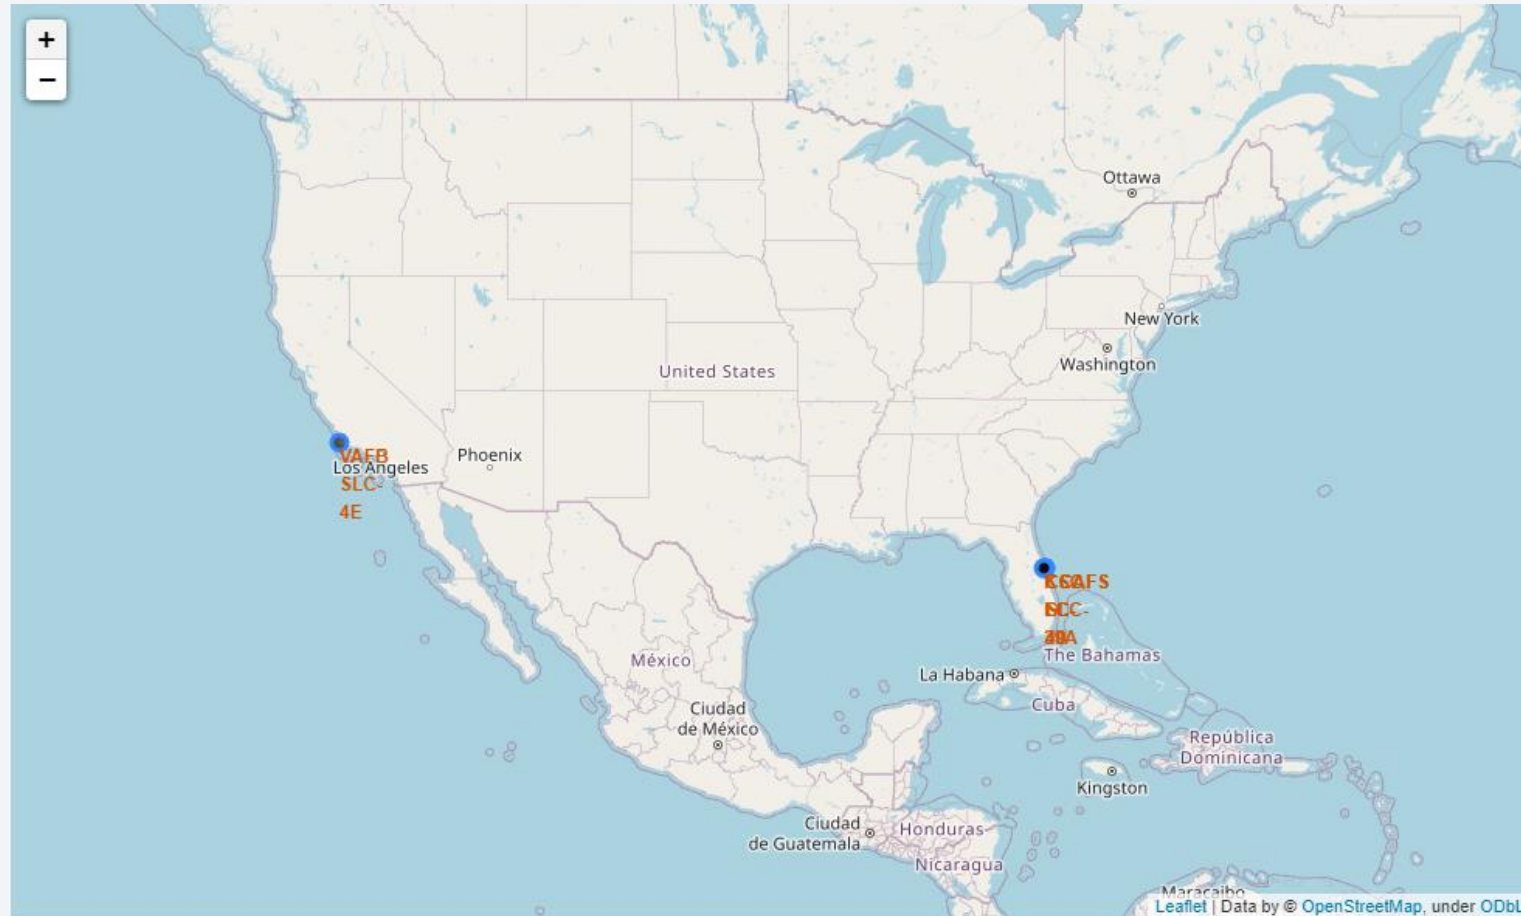 +
−
Ottawa
New York
Washington
United States
VAFB
Los Angeles
SLC-
4E
Phoenix
The Bahamas
México
La Habana
Cuba
Ciudad
de México
República
Dominicana
Kingston
Ciudad
de Guatemala
Honduras
Nicaragua
Maracaibo
Leaflet | Data by © OpenStreetMap, under ODbL